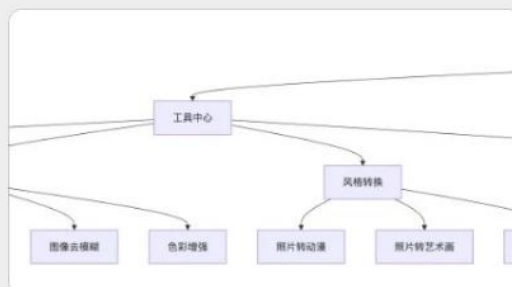 工具中心
风格转换
图像去模糊
色彩增强
照片转动漫
照片转艺术画